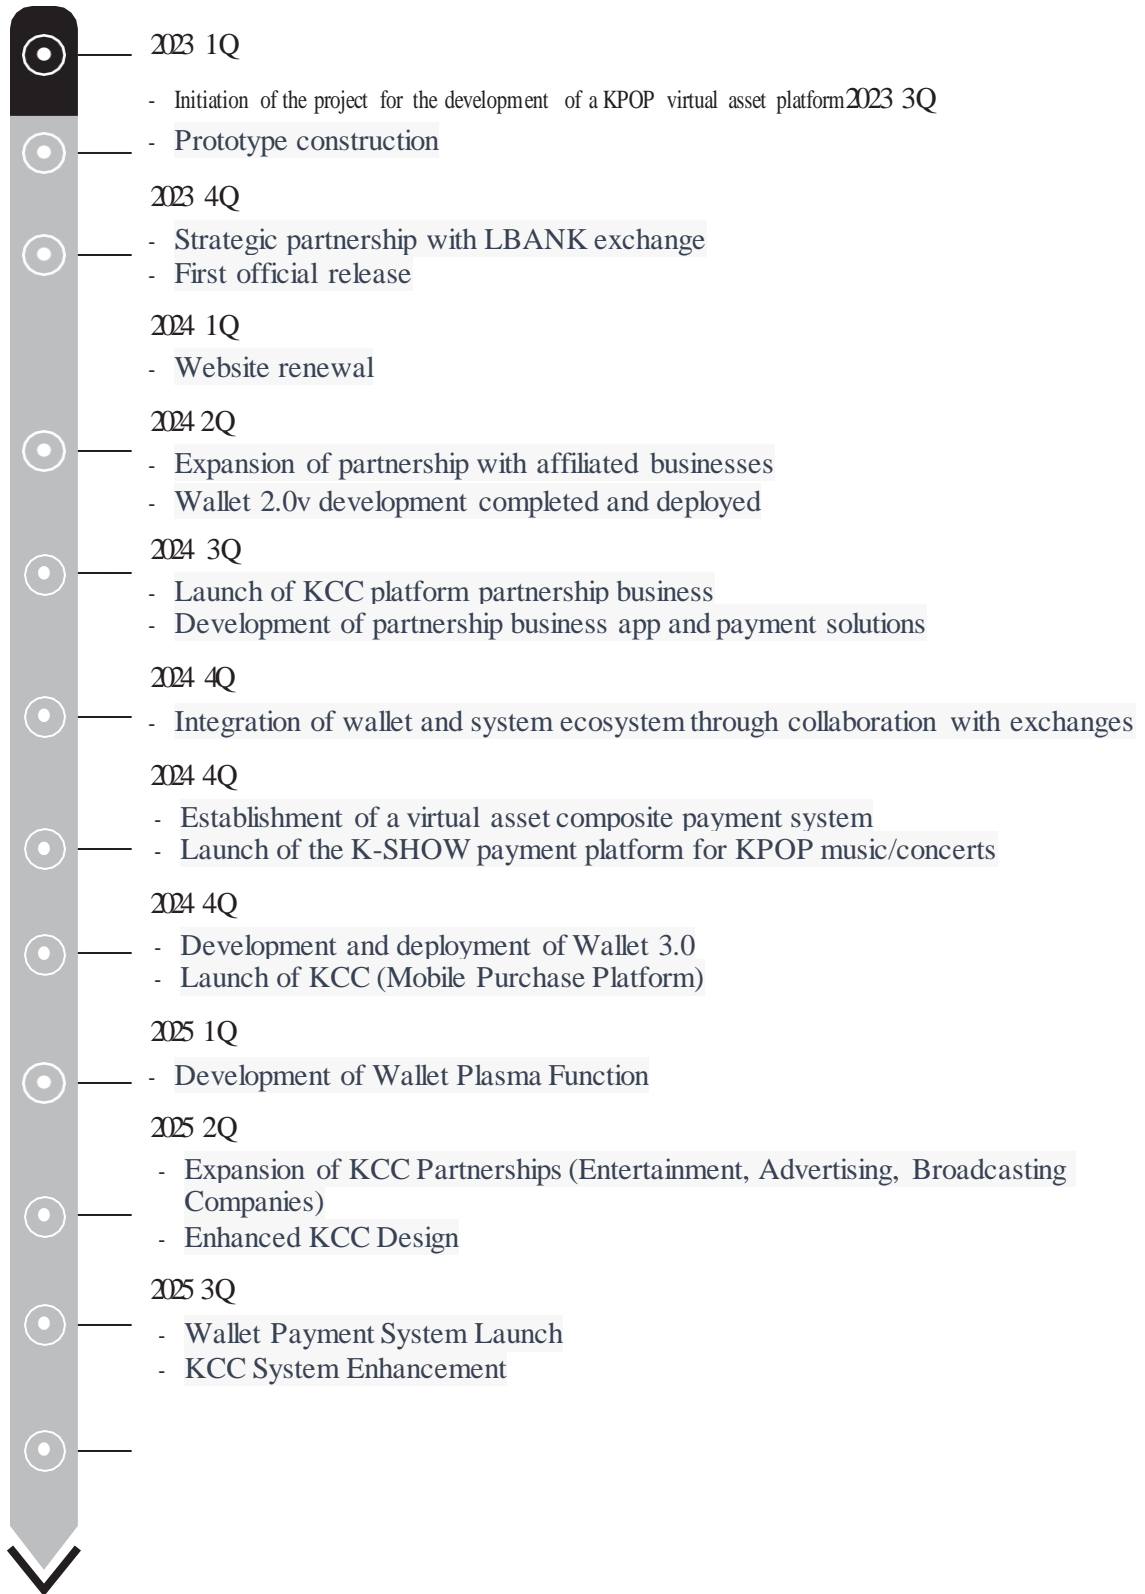 2023 1Q
- Initiation of the project for the development of a KPOP virtual asset platform2023 3Q
- Prototype construction
2023 4Q
- Strategic partnership with LBANK exchange
- First official release
2024 1Q
- Website renewal
2024 2Q
- Expansion of partnership with affiliated businesses
- Wallet 2.0v development completed and deployed
2024 3Q
- Launch of KCC platform partnership business
- Development of partnership business app and payment solutions
2024 4Q
- Integration of wallet and system ecosystem through collaboration with exchanges
2024 4Q
- Establishment of a virtual asset composite payment system
- Launch of the K-SHOW payment platform for KPOP music/concerts
2024 4Q
- Development and deployment of Wallet 3.0
- Launch of KCC (Mobile Purchase Platform)
2025 1Q
- Development of Wallet Plasma Function
2025 2Q
- Expansion of KCC Partnerships (Entertainment, Advertising, Broadcasting
Companies)
- Enhanced KCC Design
2025 3Q
- Wallet Payment System Launch
- KCC System Enhancement